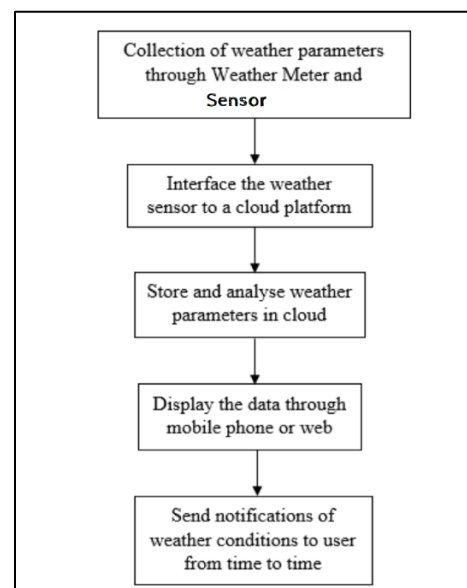 Collection of weather parameters
through Weather Meter and
Sensor
Interface the weather
sensor to a cloud platform
Store and analyse weather
parameters in cloud
Display the data through
mobile phone or web
Send notifications of
weather conditions to user
from time to time